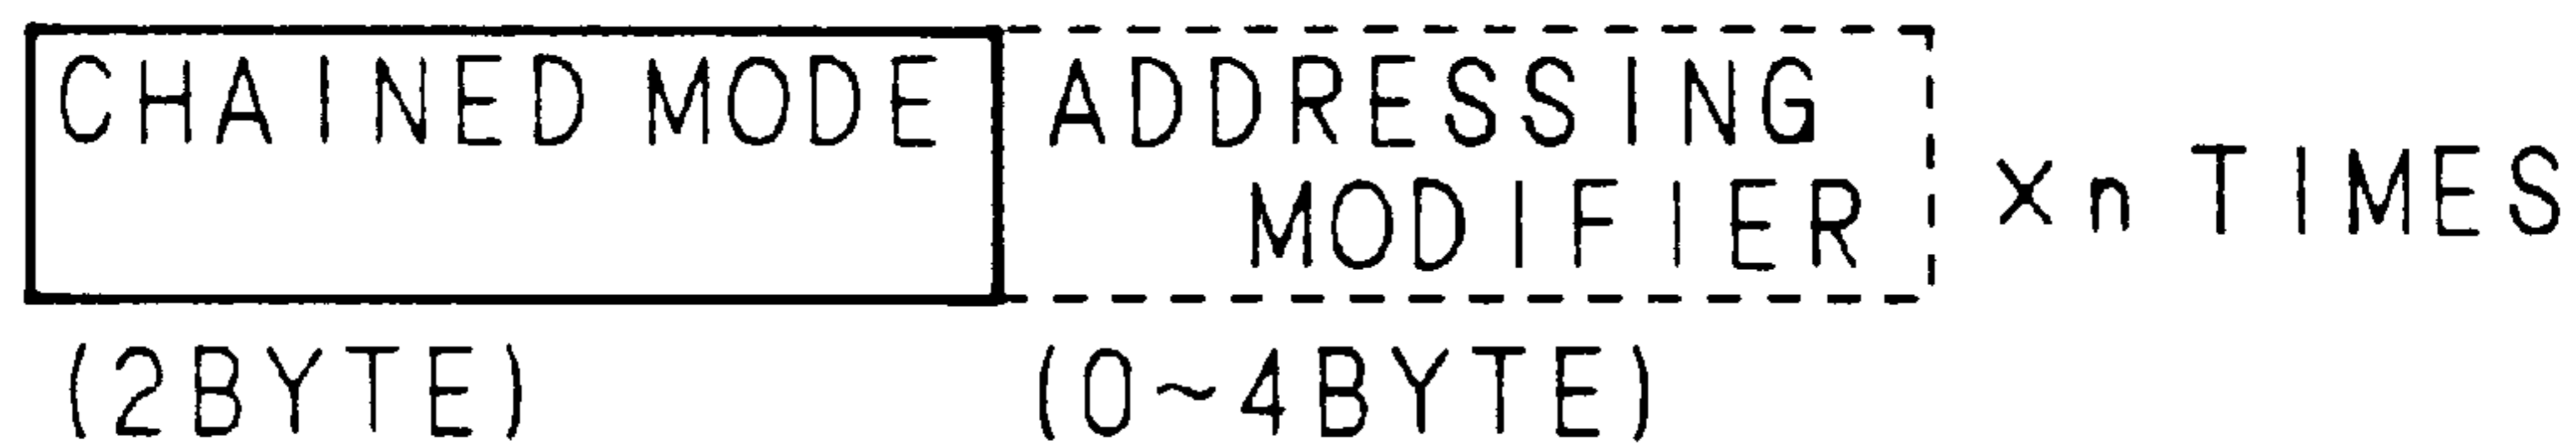 CHAINED MODE
ADDRESSING
MODIFIER
×n TIMES
(2BYTE)
(0~4BYTE)